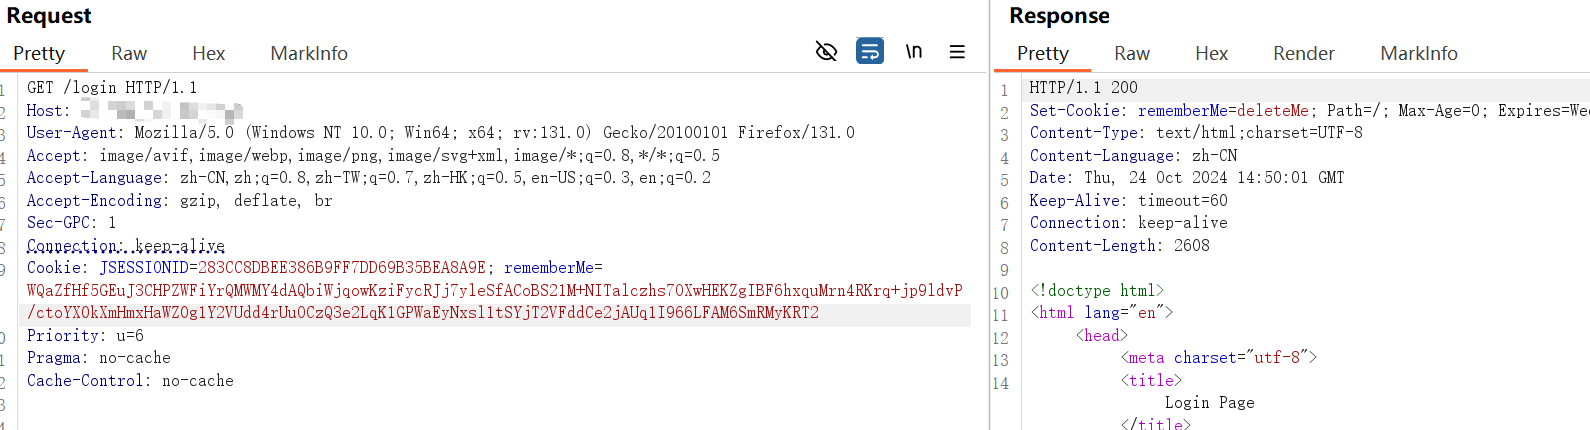 Request
Pretty Raw Hex MarkInfo
\n
1 GET /login HTTP/1.1
2 Host:
3 User-Agent: Mozilla/5.0 (Windows NT 10.0; Win64; x64; rv:131.0) Gecko/20100101 Firefox/131.0
4 Accept: image/avif,image/webp,image/png,image/svg+xml,image/*;q=0.8,*/*;q=0.5
5 Accept-Language: zh-CN,zh;q=0.8,zh-TW;q=0.7,zh-HK;q=0.5,en-US;q=0.3,en;q=0.2
6 Accept-Encoding: gzip, deflate, br
7 Sec-GPC: 1
8 Connection: keep-alive
9 Cookie: JSESSIONID=283CC8DBEE386B9FF7DD69B35BEA8A9E; rememberMe=
WQaZfHf5GEuJ3CHPZWFiYrQMWMY4dAQbiWjqowKziFycRJj7yleSfACoBS21M+NITalczhs70XwHEKZgIBF6hxquMrn4RKrq+jp9ldvP
/ctoYX0kXmHmxHaWZ0g1Y2VUdd4rUu0CzQ3e2LqK1GPWaEyNxsl1tSYjT2VFddCe2jAUq1I966LFAM6SmRMyKRT2
0 Priority: u=6
1 Pragma: no-cache
2 Cache-Control: no-cache
3
4
Response
Pretty Raw Hex Render MarkInfo
1 HTTP/1.1 200
2 Set-Cookie: rememberMe=deleteMe; Path=/; Max-Age=0; Expires=Wed
3 Content-Type: text/html;charset=UTF-8
4 Content-Language: zh-CN
5 Date: Thu, 24 Oct 2024 14:50:01 GMT
6 Keep-Alive: timeout=60
7 Connection: keep-alive
8 Content-Length: 2608
9
10 <!doctype html>
11 <html lang="en">
12 <head>
13 <meta charset="utf-8">
14 <title>
Login Page
</title>